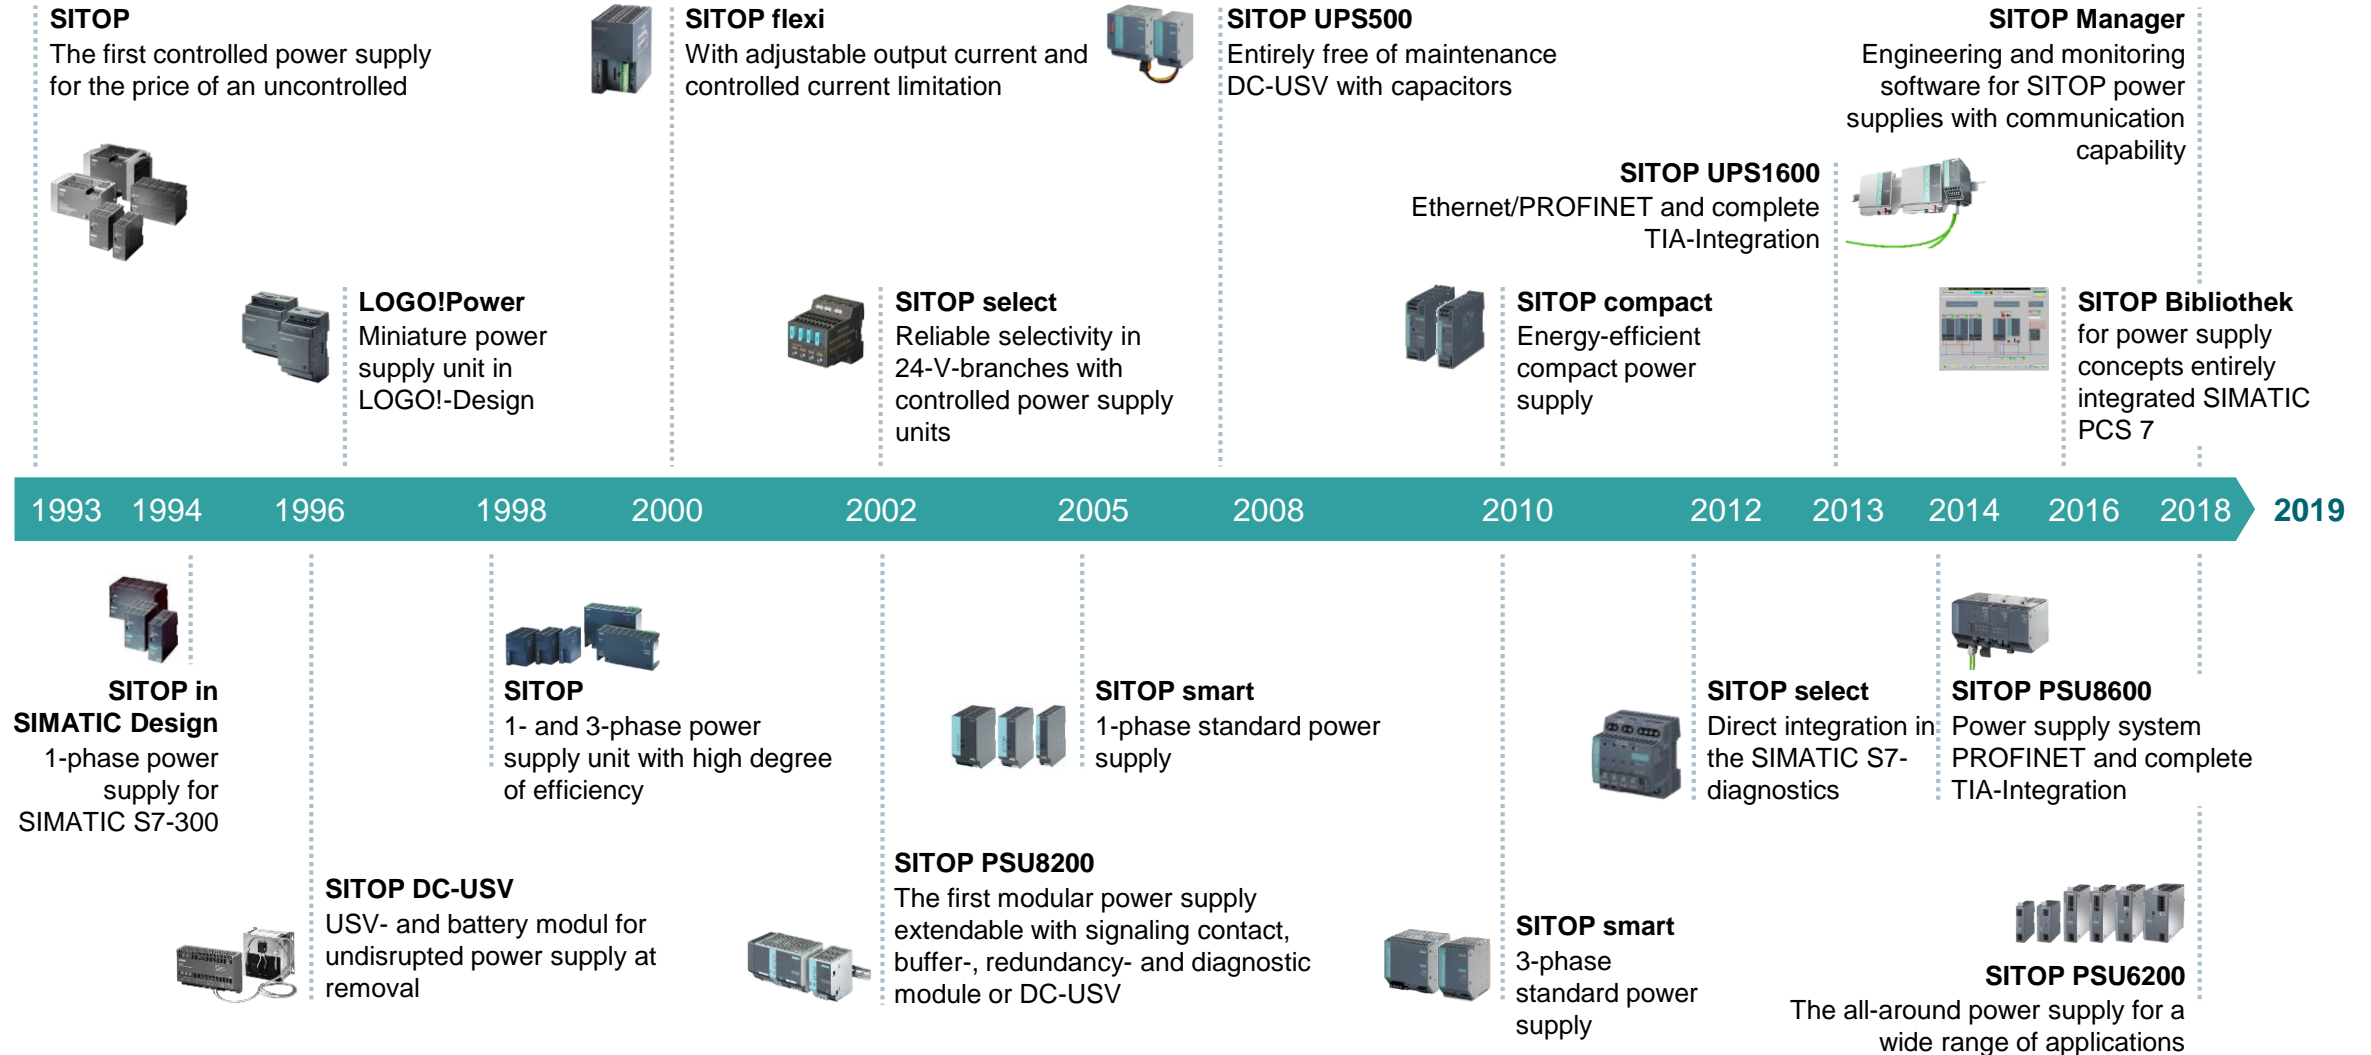 SITOP
The first controlled power supply
for the price of an uncontrolled
SITOP flexi
With adjustable output current and
controlled current limitation
SITOP UPS500
Entirely free of maintenance
DC-USV with capacitors
SITOP Manager
Engineering and monitoring
software for SITOP power
supplies with communication
capability
SITOP UPS1600
Ethernet/PROFINET and complete
TIA-Integration
LOGO!Power
Miniature power
supply unit in
LOGO!-Design
SITOP select
Reliable selectivity in
24-V-branches with
controlled power supply
units
SITOP compact
Energy-efficient
compact power
supply
SITOP Bibliothek
for power supply
concepts entirely
integrated SIMATIC
PCS 7
1993 1994 1996 1998 2000 2002 2005 2008 2010 2012 2013 2014 2016 2018 2019
SITOP in
SIMATIC Design
1-phase power
supply for
SIMATIC S7-300
SITOP
1- and 3-phase power
supply unit with high degree
of efficiency
SITOP smart
1-phase standard power
supply
SITOP select
Direct integration in
the SIMATIC S7-
diagnostics
SITOP PSU8600
Power supply system
PROFINET and complete
TIA-Integration
SITOP DC-USV
USV- and battery modul for
undisrupted power supply at
removal
SITOP PSU8200
The first modular power supply
extendable with signaling contact,
buffer-, redundancy- and diagnostic
module or DC-USV
SITOP smart
3-phase
standard power
supply
SITOP PSU6200
The all-around power supply for a
wide range of applications